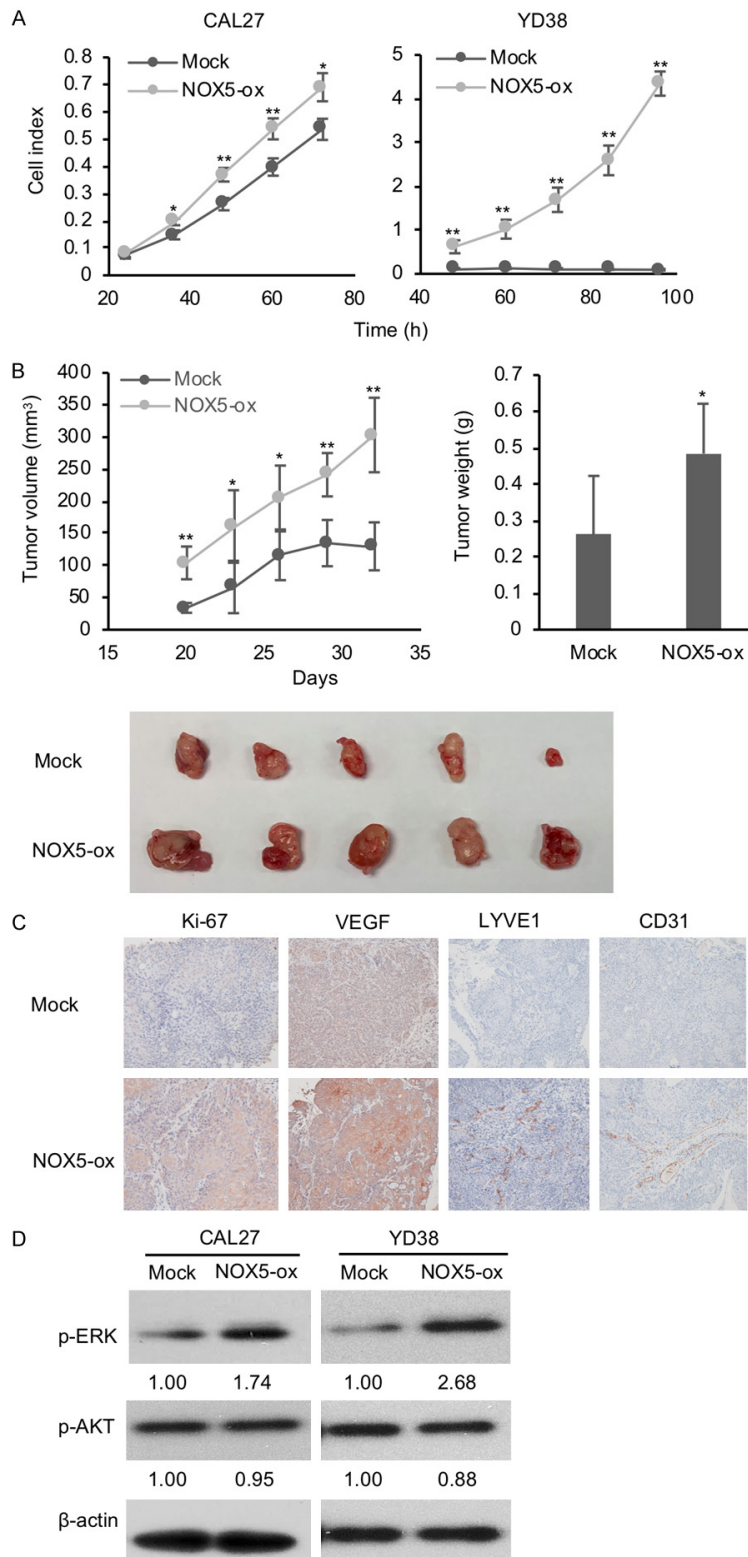 A
CAL27
YD38
Mock
NOX5-ox
Mock
NOX5-ox
Cell index
0.8
0.7
0.6
0.5
0.4
0.3
0.2
0.1
0
* ** ** *
20 40 60 80
5
4
3
2
1
0
** ** ** ** **
40 60 80 100
Time (h)
B
Mock
NOX5-ox
Tumor volume (mm³)
400
350
300
250
200
150
100
50
0
** * * ** **
15 20 25 30 35
Days
Tumor weight (g)
0.7
0.6
0.5
0.4
0.3
0.2
0.1
0
*
Mock NOX5-ox
Mock
NOX5-ox
C
Ki-67 VEGF LYVE1 CD31
Mock
NOX5-ox
D
CAL27 YD38
Mock NOX5-ox Mock NOX5-ox
p-ERK
1.00 1.74 1.00 2.68
p-AKT
1.00 0.95 1.00 0.88
β-actin